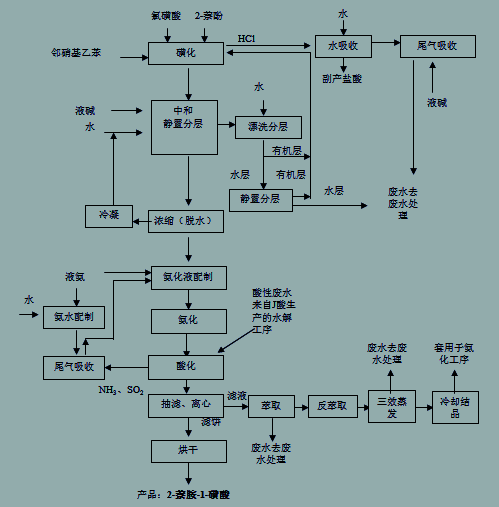 氯磺酸
2-萘酚
水
HCl
邻硝基乙苯
磺化
水吸收
尾气吸收
副产盐酸
水
液碱
液碱
水
中和
静置分层
漂洗分层
有机层
水层
有机层
静置分层
水层
废水去
废水处
理
冷凝
浓缩（脱水）
液氨
氨化液配制
水
氨水配制
氨化
酸性废水
来自J酸生
产的水解
工序
尾气吸收
酸化
废水去废
水处理
套用于氨
化工序
NH3、SO2
抽滤、离心
滤液
萃取
反萃取
三效蒸
发
冷却结
晶
滤饼
烘干
废水去废
水处理
产品：2-萘胺-1-磺酸